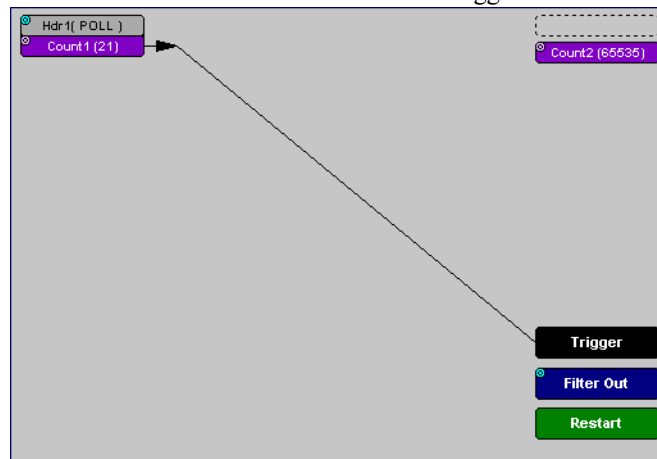 Hdr1( POLL )
Count1 (21)
Count2 (65535)
Trigger
Filter Out
Restart